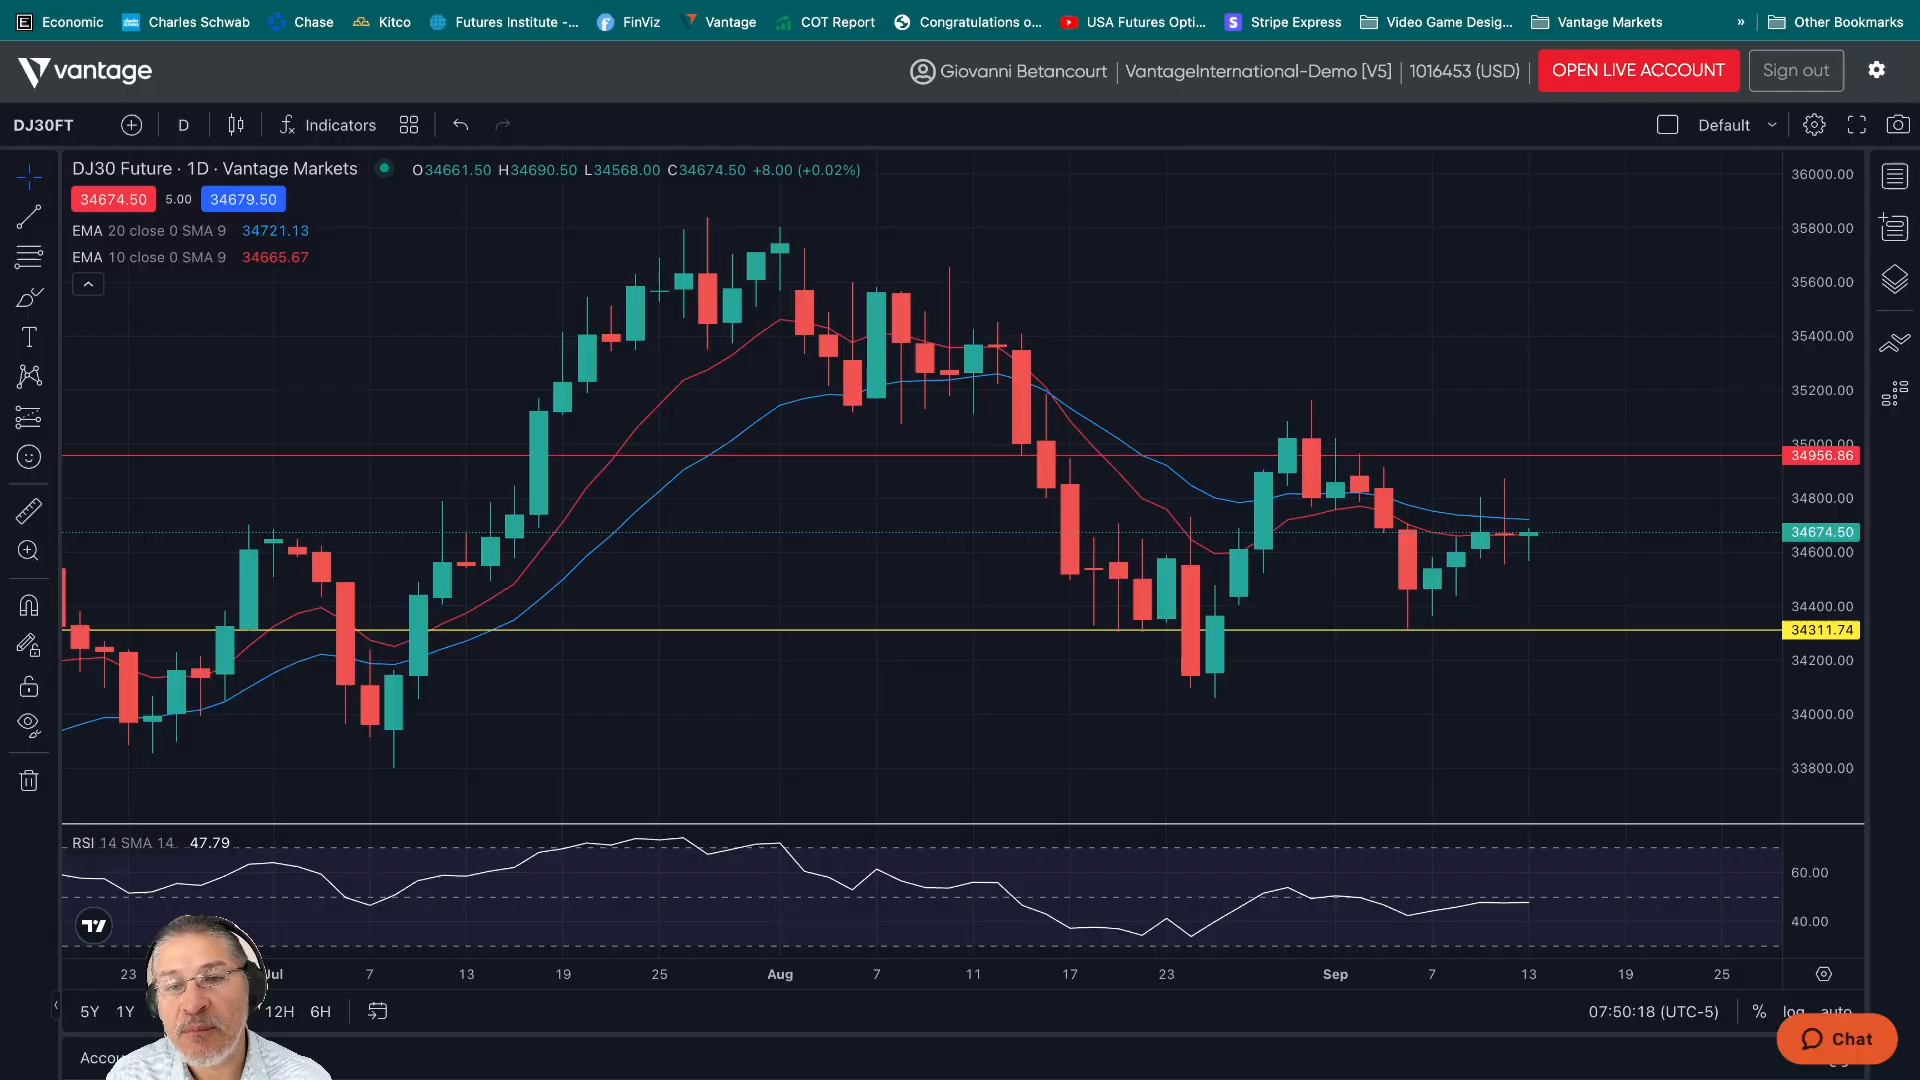 Economic Charles Schwab Chase Kitco Futures Institute -... FinViz Vantage COT Report Congratulations o... USA Futures Opti... Stripe Express Video Game Desig... Vantage Markets » Other Bookmarks
vantage Giovanni Betancourt VantageInternational-Demo [V5] 1016453 (USD) OPEN LIVE ACCOUNT Sign out
DJ30FT D Indicators Default
DJ30 Future · 1D · Vantage Markets O34661.50 H34690.50 L34568.00 C34674.50 +8.00 (+0.02%)
34674.50 5.00 34679.50
EMA 20 close 0 SMA 9 34721.13
EMA 10 close 0 SMA 9 34665.67
36000.00
35800.00
35600.00
35400.00
35200.00
35000.00
34956.86
34800.00
34674.50
34600.00
34400.00
34311.74
34200.00
34000.00
33800.00
RSI 14 SMA 14 47.79
60.00
40.00
23 Jul 7 13 19 25 Aug 7 11 17 23 Sep 7 13 19 25
5Y 1Y 12H 6H 07:50:18 (UTC-5) % log auto
Chat